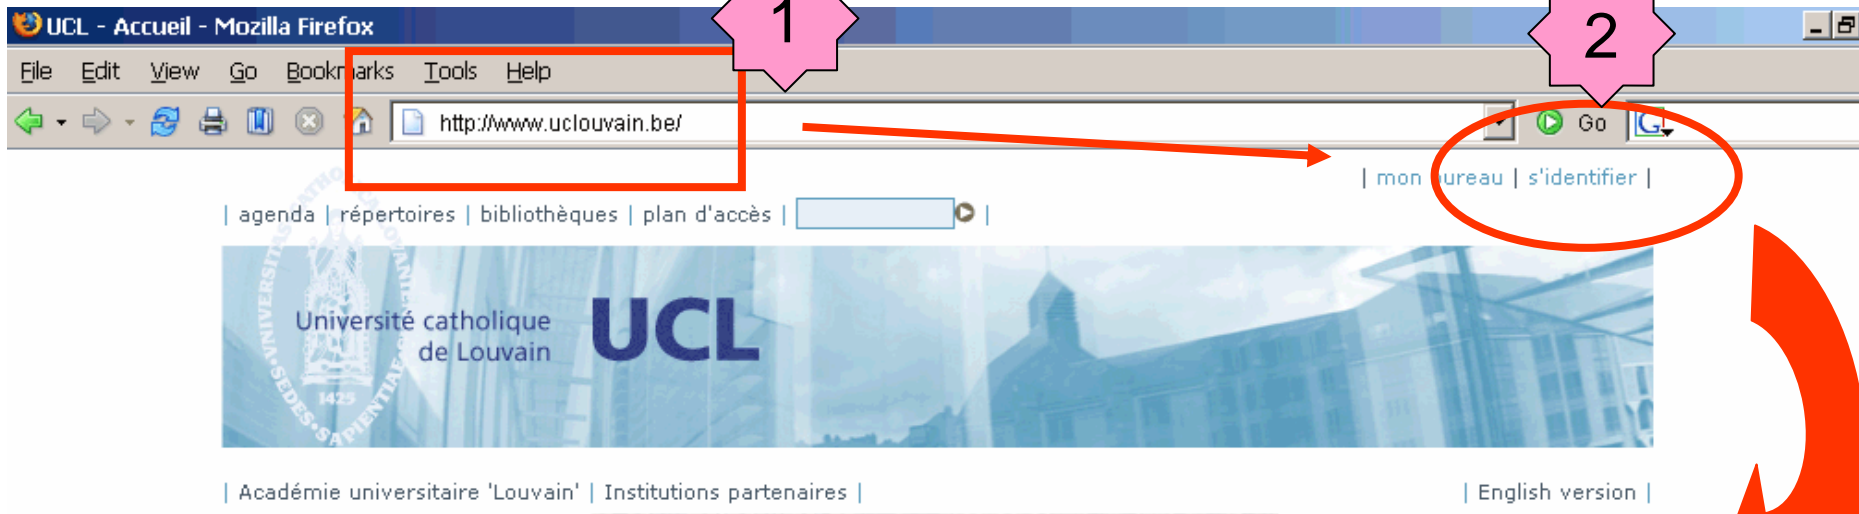 UCL - Accueil - Mozilla Firefox
1
2
File Edit View Go Bookmarks Tools Help
http://www.uclouvain.be/
Go
G
| mon bureau | s'identifier |
| agenda | répertoires | bibliothèques | plan d'accès | |
Université catholique
de Louvain
UCL
1425
| Académie universitaire 'Louvain' | Institutions partenaires |
| English version |